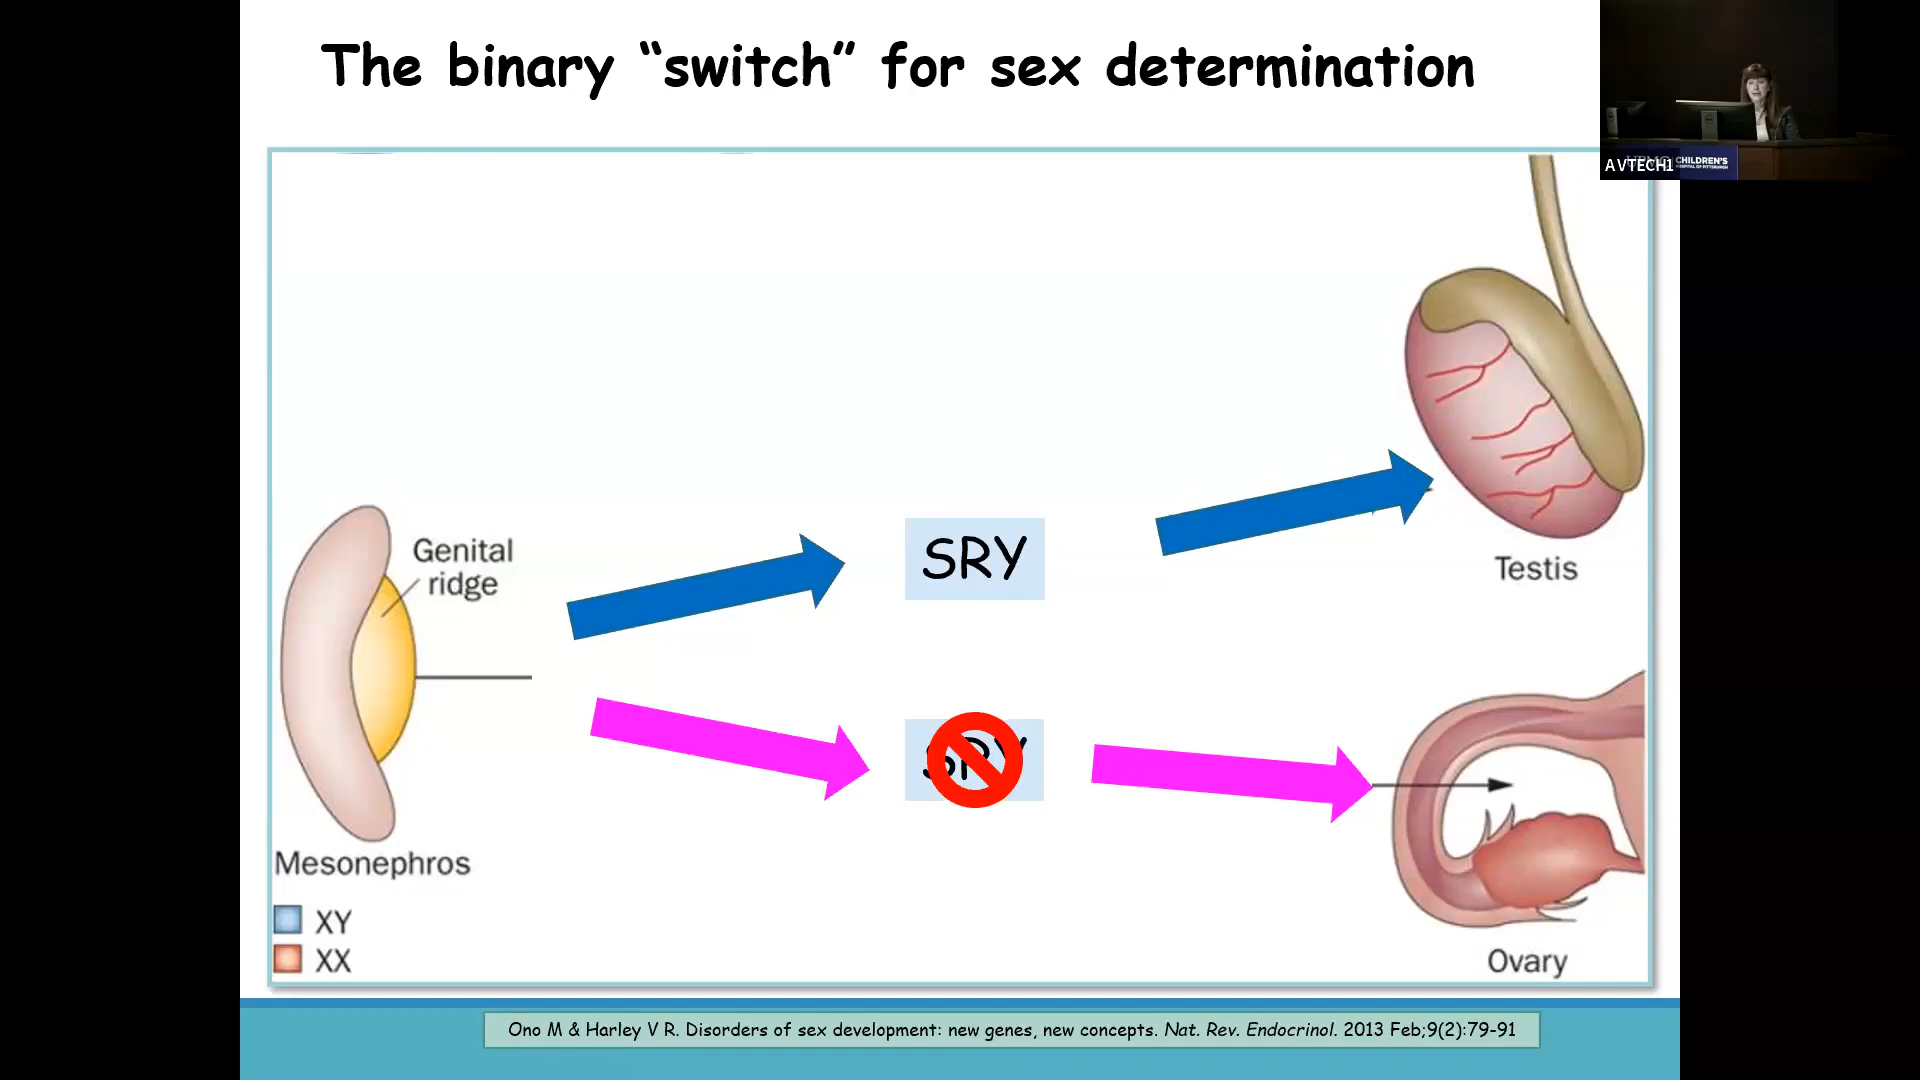 The binary “switch” for sex determination
AVTECH1
CHILDREN'S
Genital
ridge
SRY
Testis
Mesonephros
XY
XX
Ovary
Ono M & Harley V R. Disorders of sex development: new genes, new concepts. Nat. Rev. Endocrinol. 2013 Feb;9(2):79-91